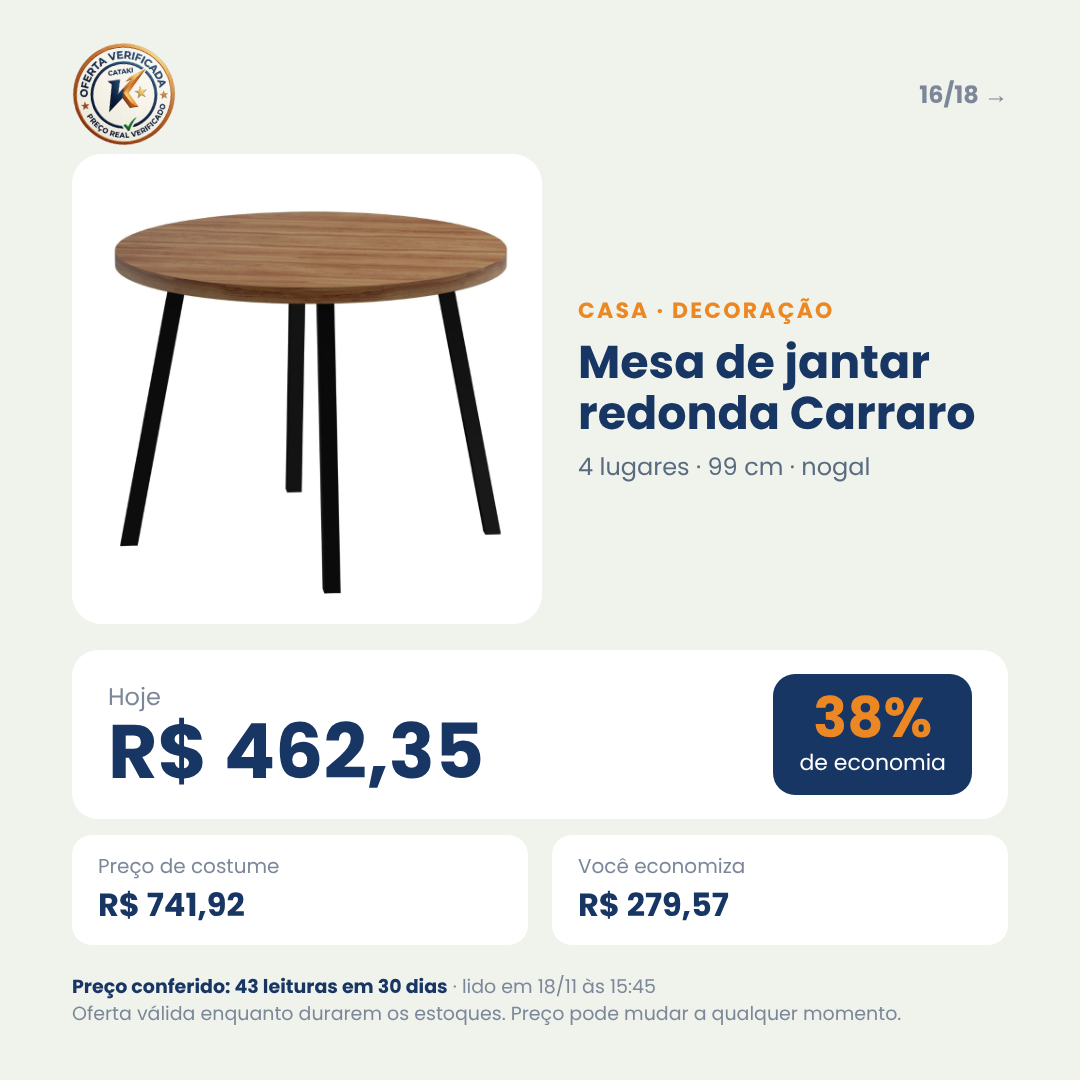 OFERTA VERIFICADA
CATAKI
K
PREÇO REAL VERIFICADO
16/18 →
CASA · DECORAÇÃO
Mesa de jantar
redonda Carraro
4 lugares · 99 cm · nogal
Hoje
R$ 462,35
38%
de economia
Preço de costume
R$ 741,92
Você economiza
R$ 279,57
Preço conferido: 43 leituras em 30 dias · lido em 18/11 às 15:45
Oferta válida enquanto durarem os estoques. Preço pode mudar a qualquer momento.